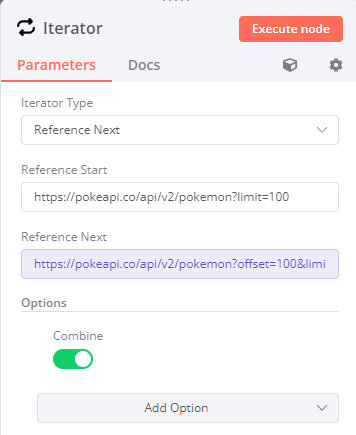 Iterator
Execute node
Parameters
Docs
Iterator Type
Reference Next
Reference Start
https://pokeapi.co/api/v2/pokemon?limit=100
Reference Next
https://pokeapi.co/api/v2/pokemon?offset=100&limi
Options
Combine
Add Option